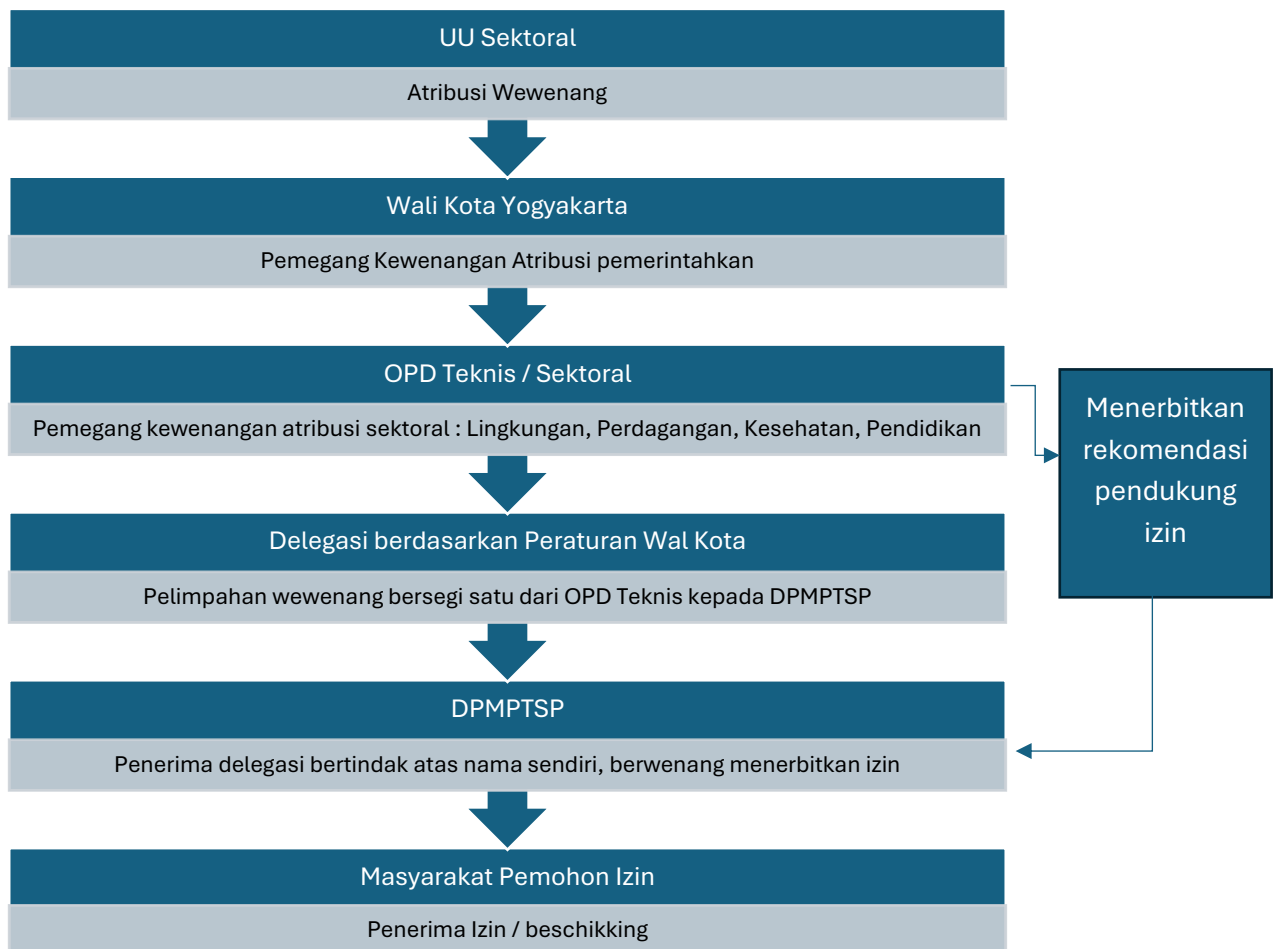 UU Sektoral
Atribusi Wewenang
Wali Kota Yogyakarta
Pemegang Kewenangan Atribusi pemerintahkan
OPD Teknis / Sektoral
Pemegang kewenangan atribusi sektoral : Lingkungan, Perdagangan, Kesehatan, Pendidikan
Menerbitkan
rekomendasi
pendukung
izin
Delegasi berdasarkan Peraturan Wal Kota
Pelimpahan wewenang bersegi satu dari OPD Teknis kepada DPMPTSP
DPMPTSP
Penerima delegasi bertindak atas nama sendiri, berwenang menerbitkan izin
Masyarakat Pemohon Izin
Penerima Izin / beschikking